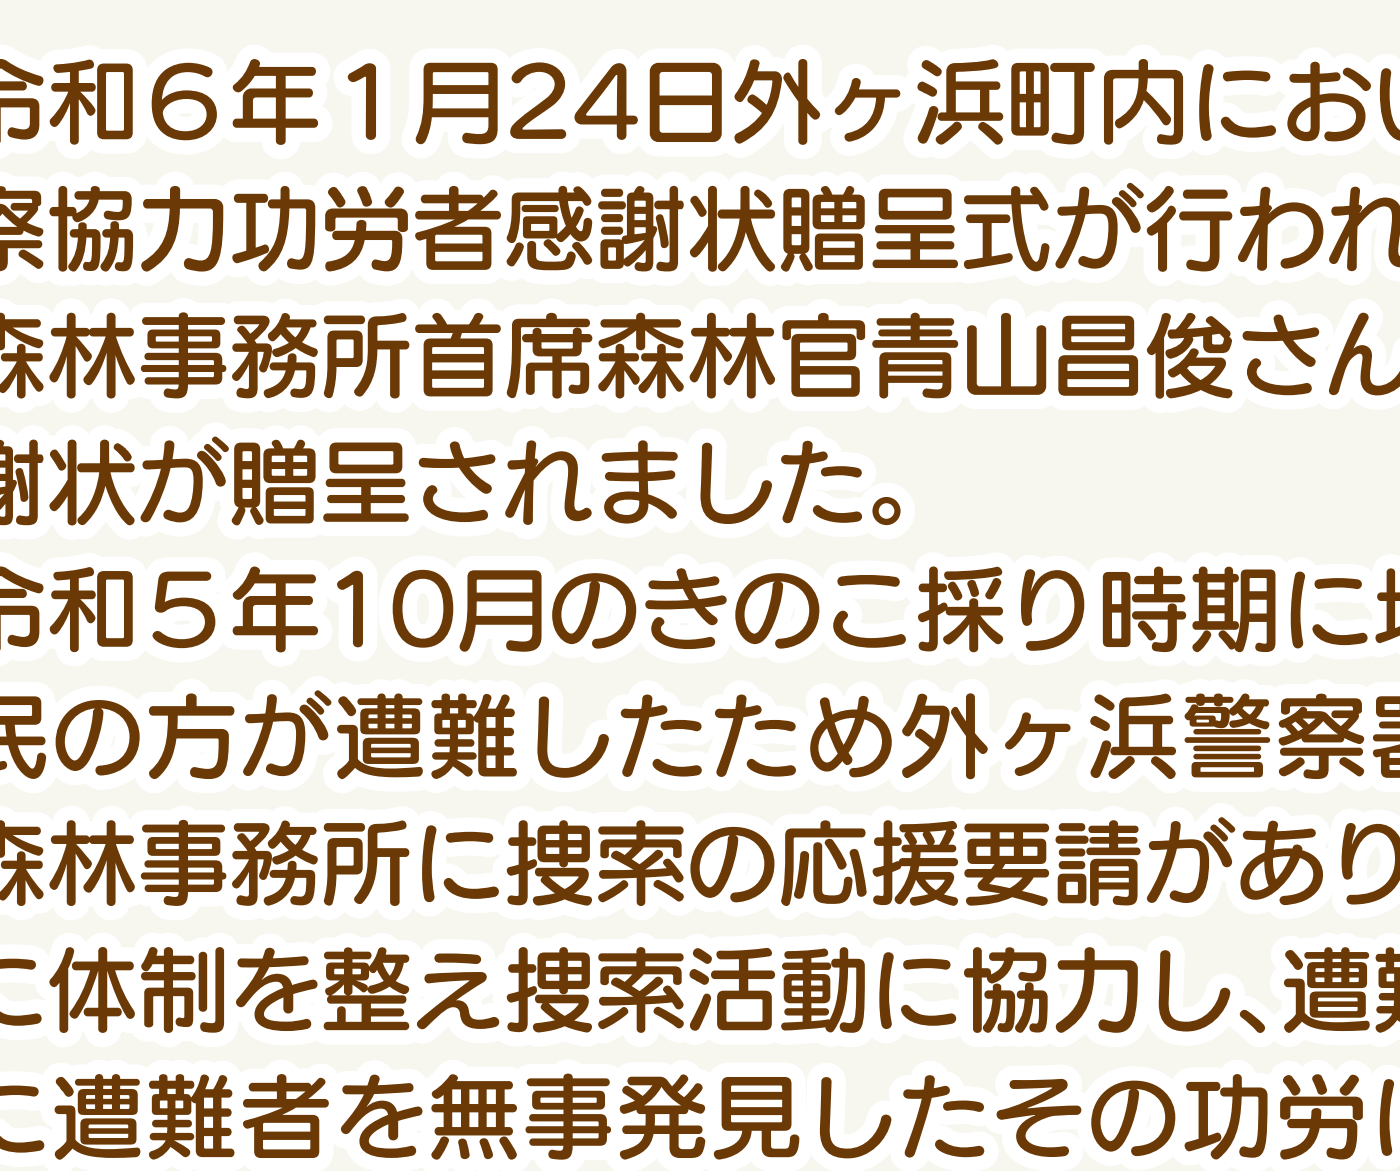 令和６年１月24日外ヶ浜町内におい
察協力功労者感謝状贈呈式が行われ
森林事務所首席森林官青山昌俊さん
謝状が贈呈されました。
令和５年10月のきのこ採り時期に地
民の方が遭難したため外ヶ浜警察署
森林事務所に捜索の応援要請があり
に体制を整え捜索活動に協力し、遭難
に遭難者を無事発見したその功労に